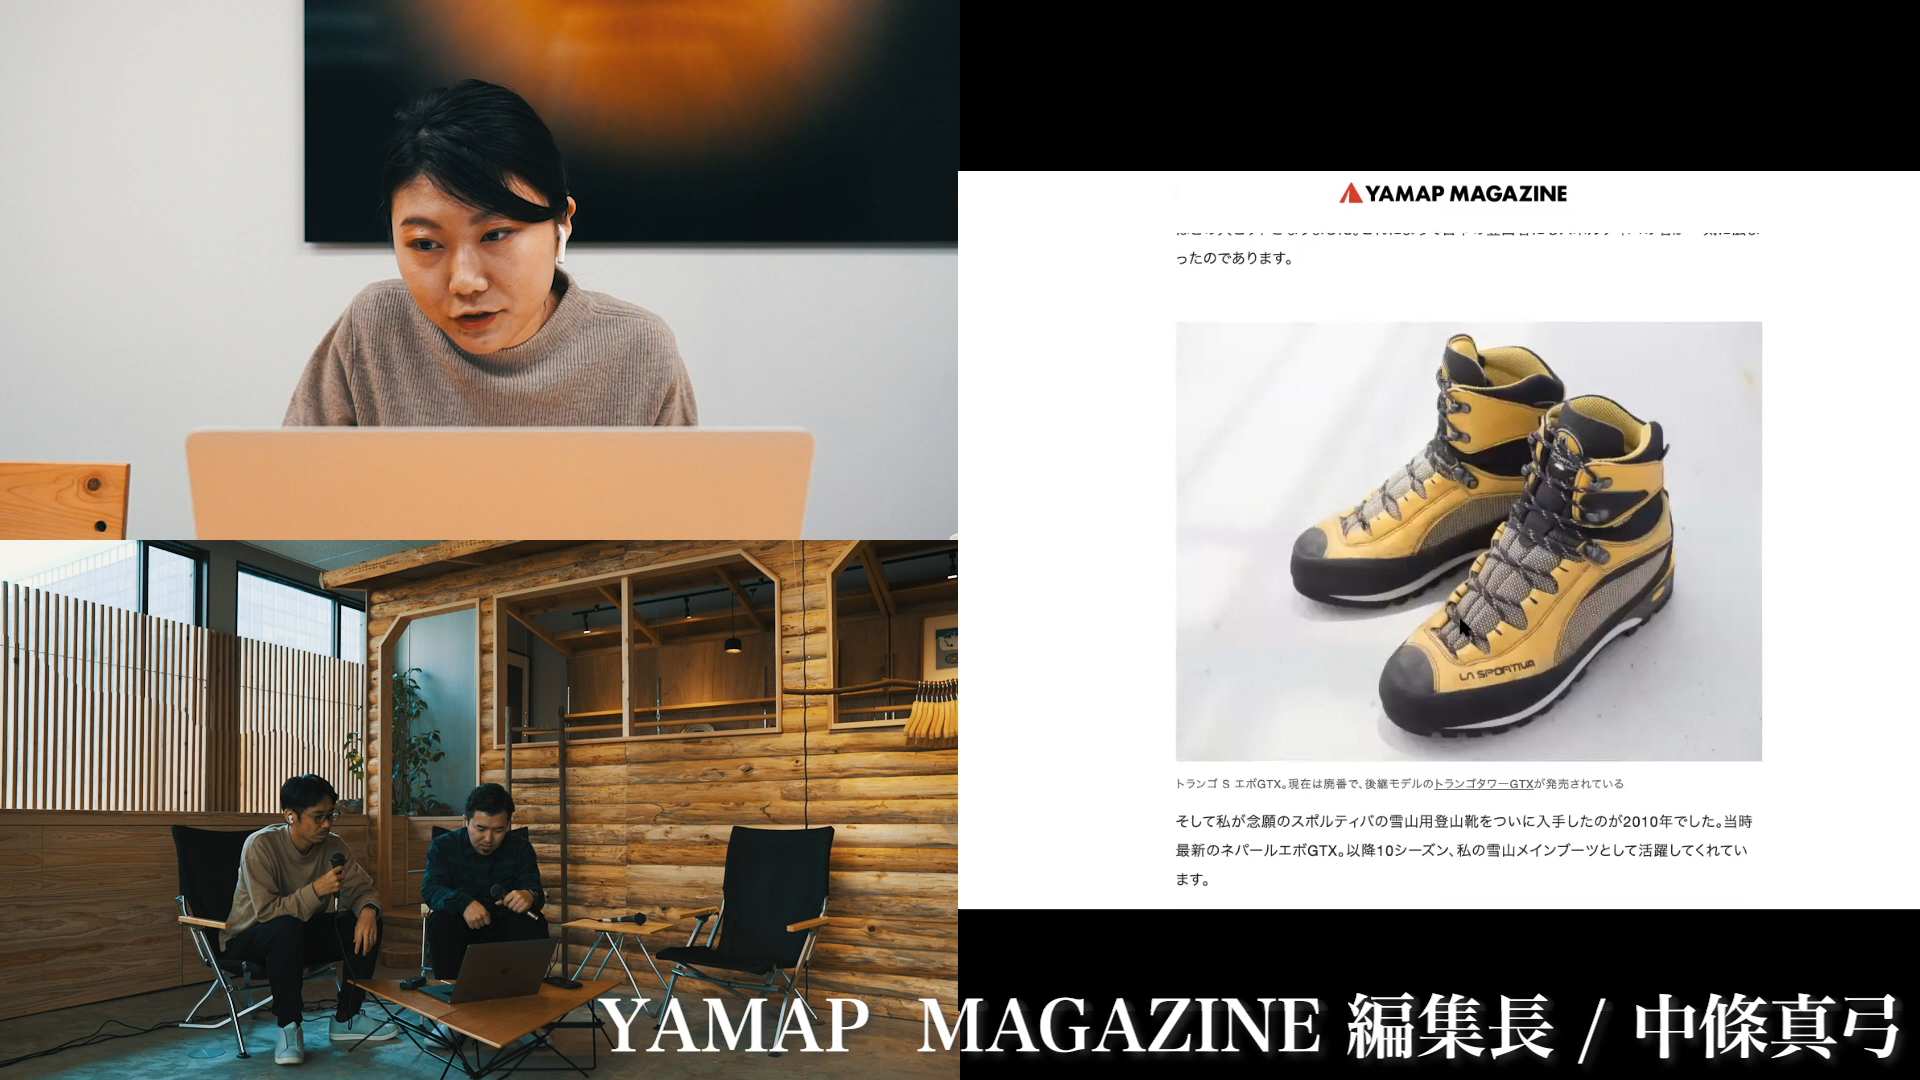 YAMAP MAGAZINE
ったのであります。
LA SPORTIVA
トランゴ S エボGTX。現在は廃番で、後継モデルのトランゴタワーGTXが発売されている
そして私が念願のスポルティバの雪山用登山靴をついに入手したのが2010年でした。当時
最新のネパールエボGTX。以降10シーズン、私の雪山メインブーツとして活躍してくれてい
ます。
YAMAP MAGAZINE 編集長 / 中條真弓